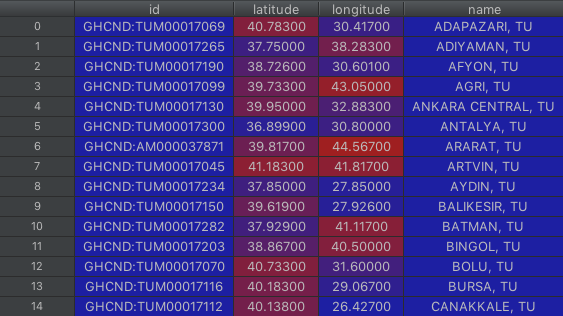 id latitude longitude name
0 GHCND:TUM00017069 40.78300 30.41700 ADAPAZARI, TU
1 GHCND:TUM00017265 37.75000 38.28300 ADIYAMAN, TU
2 GHCND:TUM00017190 38.72600 30.60100 AFYON, TU
3 GHCND:TUM00017099 39.73300 43.05000 AGRI, TU
4 GHCND:TUM00017130 39.95000 32.88300 ANKARA CENTRAL, TU
5 GHCND:TUM00017300 36.89900 30.80000 ANTALYA, TU
6 GHCND:AM000037871 39.81700 44.56700 ARARAT, TU
7 GHCND:TUM00017045 41.18300 41.81700 ARTVIN, TU
8 GHCND:TUM00017234 37.85000 27.85000 AYDIN, TU
9 GHCND:TUM00017150 39.61900 27.92600 BALIKESIR, TU
10 GHCND:TUM00017282 37.92900 41.11700 BATMAN, TU
11 GHCND:TUM00017203 38.86700 40.50000 BINGOL, TU
12 GHCND:TUM00017070 40.73300 31.60000 BOLU, TU
13 GHCND:TUM00017116 40.18300 29.06700 BURSA, TU
14 GHCND:TUM00017112 40.13800 26.42700 CANAKKALE, TU